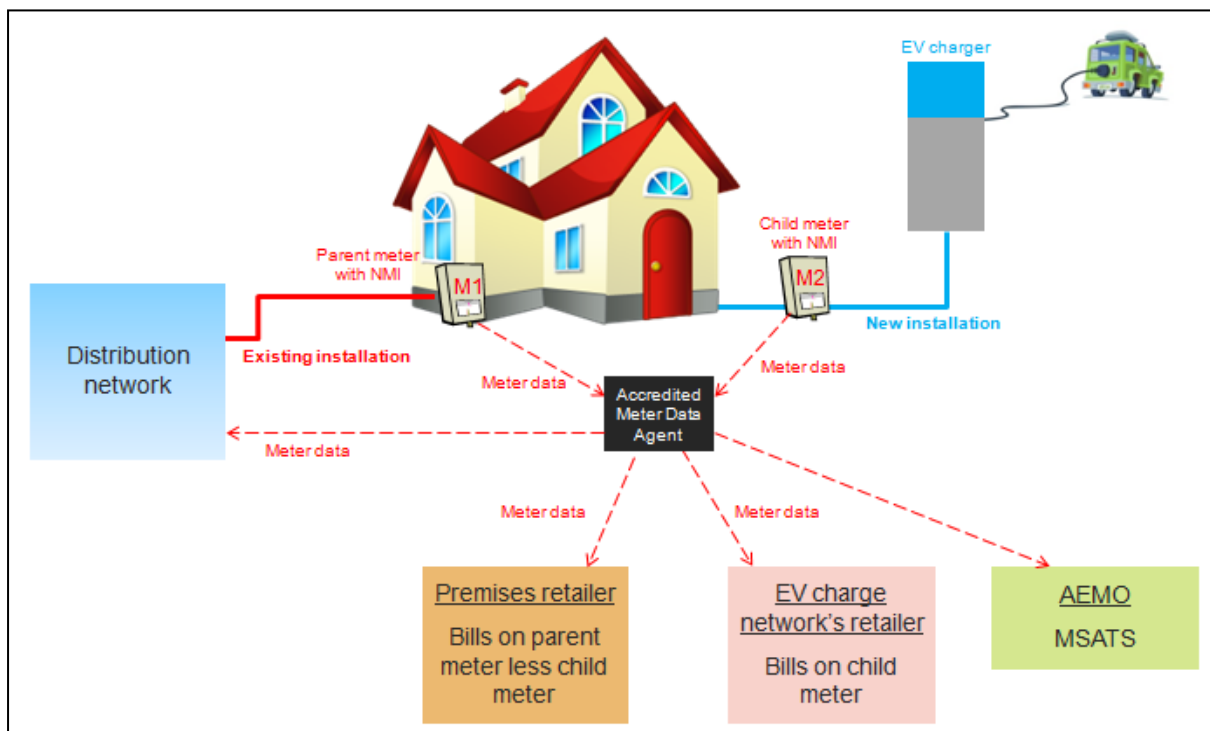 EV charger
Child meter
with NMI
Parent meter
with NMI
M1
M2
New installation
Existing installation
Distribution
network
Meter data
Meter data
Accredited
Meter Data
Agent
Meter data
Meter data
Meter data
Premises retailer
Bills on parent
meter less child
meter
EV charge
network's retailer
Bills on child
meter
AEMO
MSATS